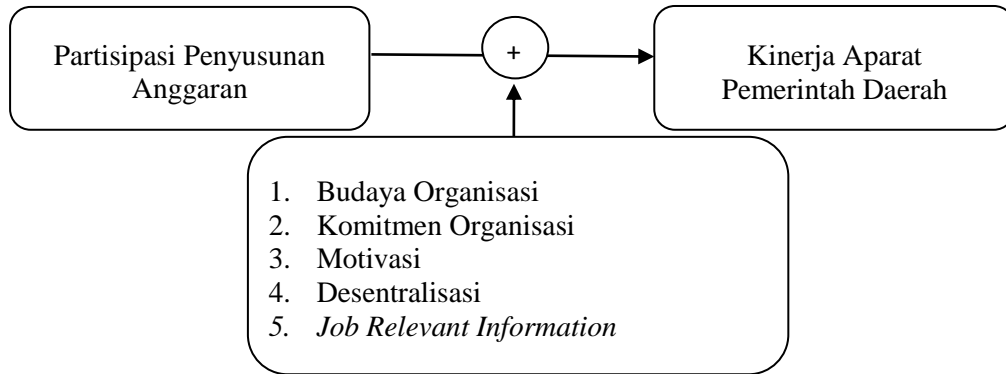 Partisipasi Penyusunan
Anggaran
+
Kinerja Aparat
Pemerintah Daerah
1. Budaya Organisasi
2. Komitmen Organisasi
3. Motivasi
4. Desentralisasi
5. Job Relevant Information